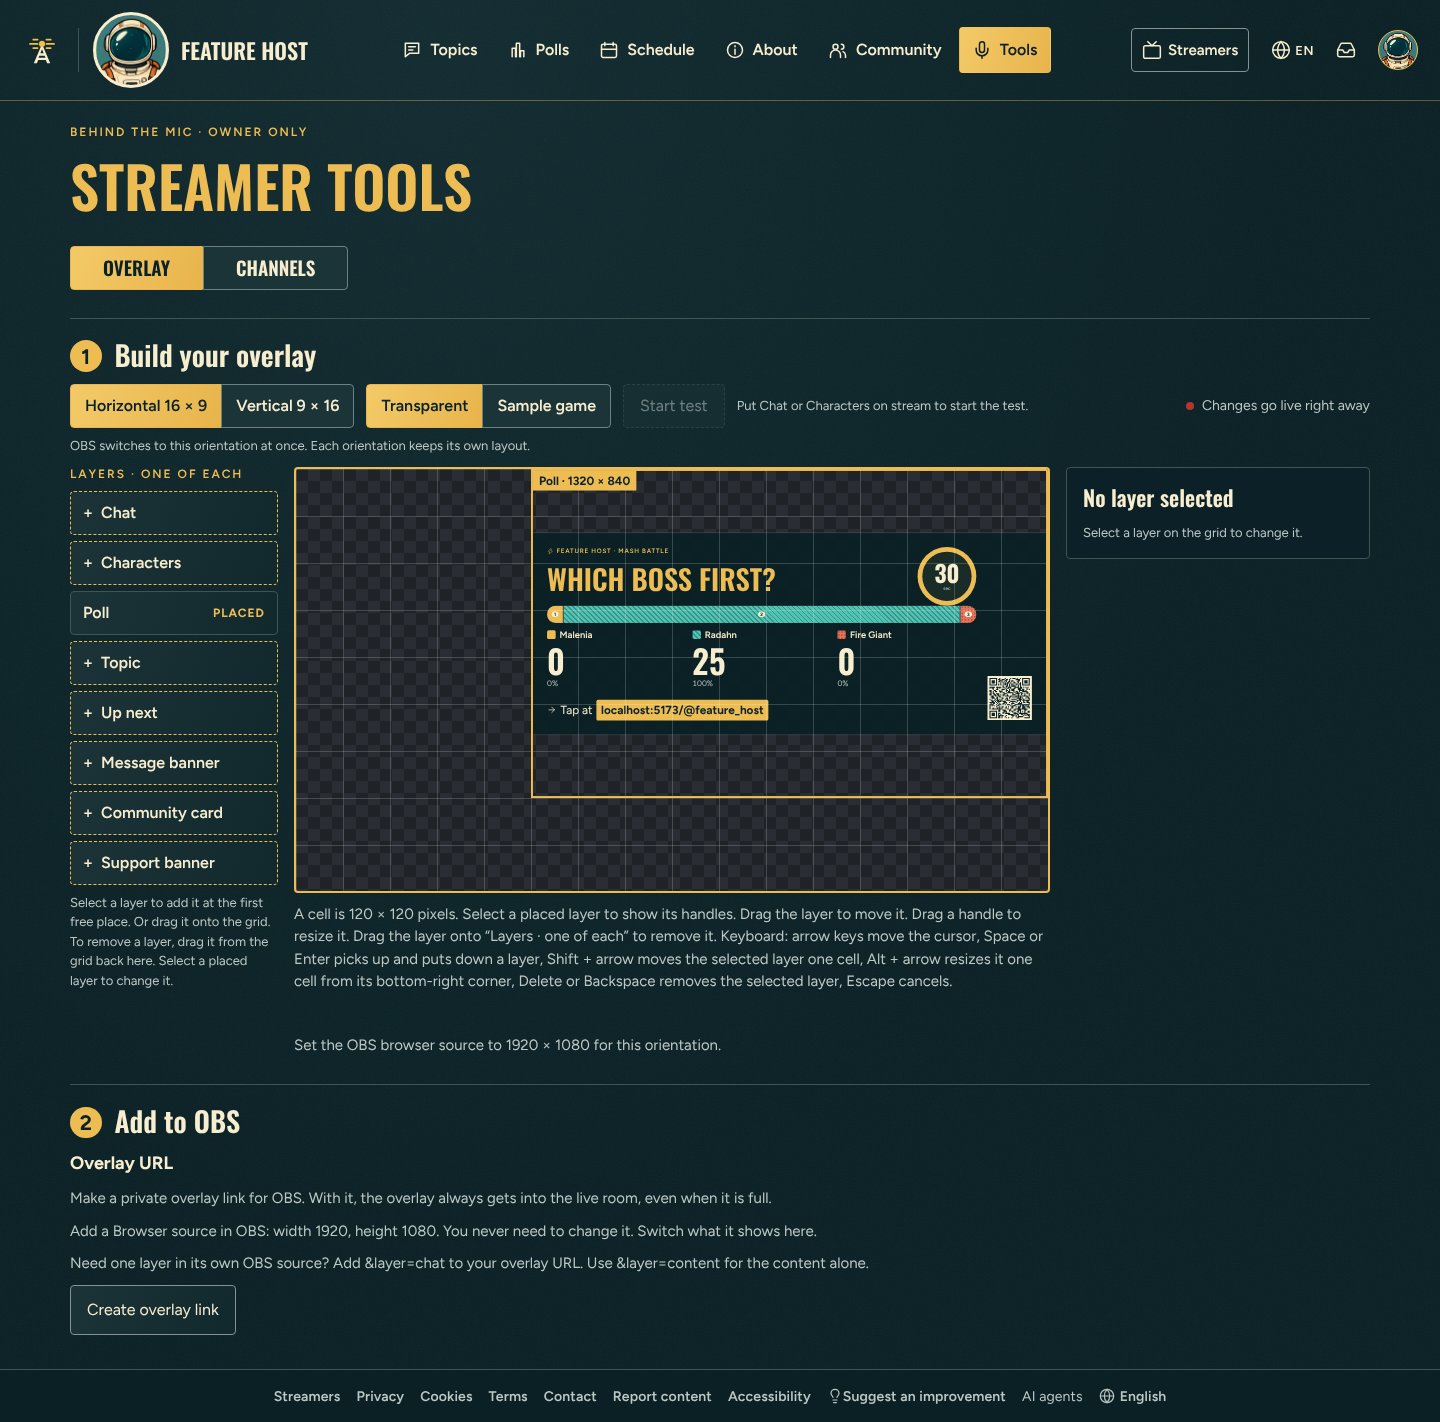 FEATURE HOST
Topics
Polls
Schedule
About
Community
Tools
Streamers
EN
BEHIND THE MIC · OWNER ONLY
STREAMER TOOLS
OVERLAY
CHANNELS
1
Build your overlay
Horizontal 16 × 9
Vertical 9 × 16
Transparent
Sample game
Start test
Put Chat or Characters on stream to start the test.
Changes go live right away
OBS switches to this orientation at once. Each orientation keeps its own layout.
LAYERS · ONE OF EACH
+ Chat
+ Characters
Poll PLACED
+ Topic
+ Up next
+ Message banner
+ Community card
+ Support banner
Select a layer to add it at the first
free place. Or drag it onto the grid.
To remove a layer, drag it from the
grid back here. Select a placed
layer to change it.
Poll · 1320 × 840
FEATURE HOST · MASH BATTLE
WHICH BOSS FIRST?
30
sec
1
2
3
Malenia
Radahn
Fire Giant
0
25
0
0%
100%
0%
→ Tap at localhost:5173/@feature_host
No layer selected
Select a layer on the grid to change it.
A cell is 120 × 120 pixels. Select a placed layer to show its handles. Drag the layer to move it. Drag a handle to
resize it. Drag the layer onto “Layers · one of each” to remove it. Keyboard: arrow keys move the cursor, Space or
Enter picks up and puts down a layer, Shift + arrow moves the selected layer one cell, Alt + arrow resizes it one
cell from its bottom-right corner, Delete or Backspace removes the selected layer, Escape cancels.
Set the OBS browser source to 1920 × 1080 for this orientation.
2
Add to OBS
Overlay URL
Make a private overlay link for OBS. With it, the overlay always gets into the live room, even when it is full.
Add a Browser source in OBS: width 1920, height 1080. You never need to change it. Switch what it shows here.
Need one layer in its own OBS source? Add &layer=chat to your overlay URL. Use &layer=content for the content alone.
Create overlay link
Streamers
Privacy
Cookies
Terms
Contact
Report content
Accessibility
Suggest an improvement
AI agents
English